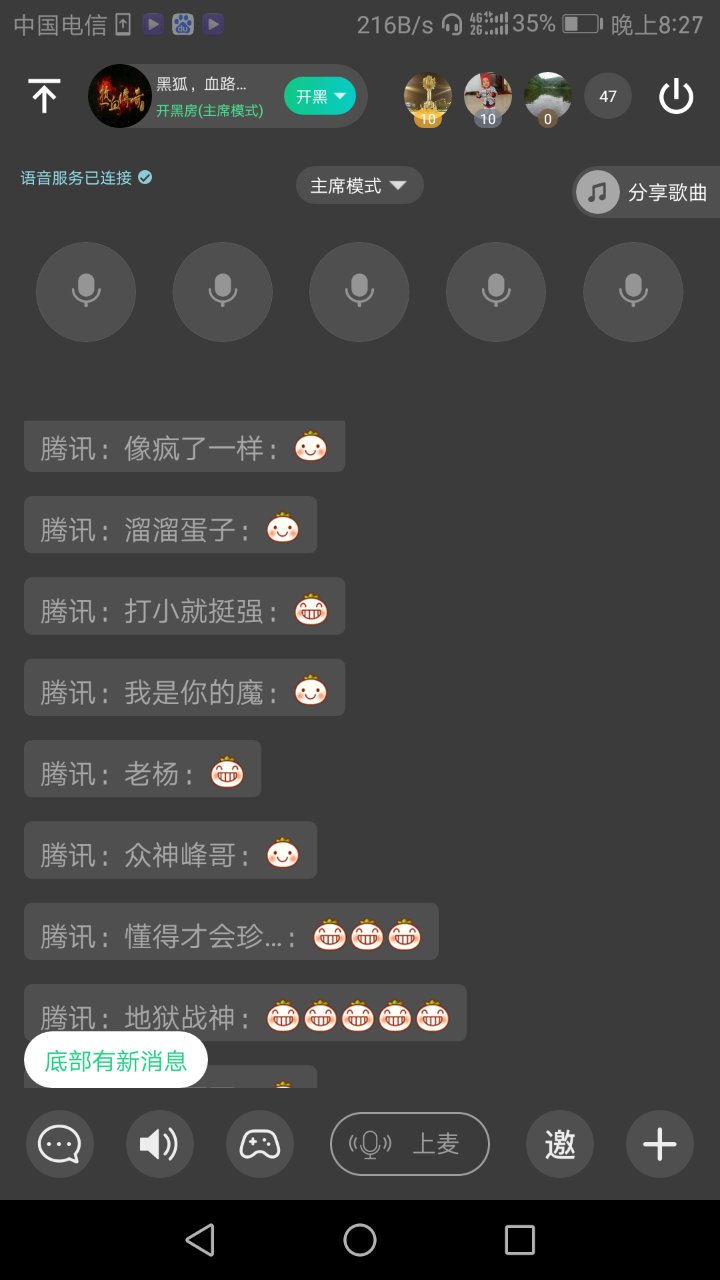 中国电信 216B/s 4G 2G 35% 晚上8:27
黑狐，血路...
开黑房(主席模式)
开黑
10 10 0 47
语音服务已连接 主席模式 分享歌曲
腾讯：像疯了一样：
腾讯：溜溜蛋子：
腾讯：打小就挺强：
腾讯：我是你的魔：
腾讯：老杨：
腾讯：众神峰哥：
腾讯：懂得才会珍...：
腾讯：地狱战神：
底部有新消息
上麦 邀